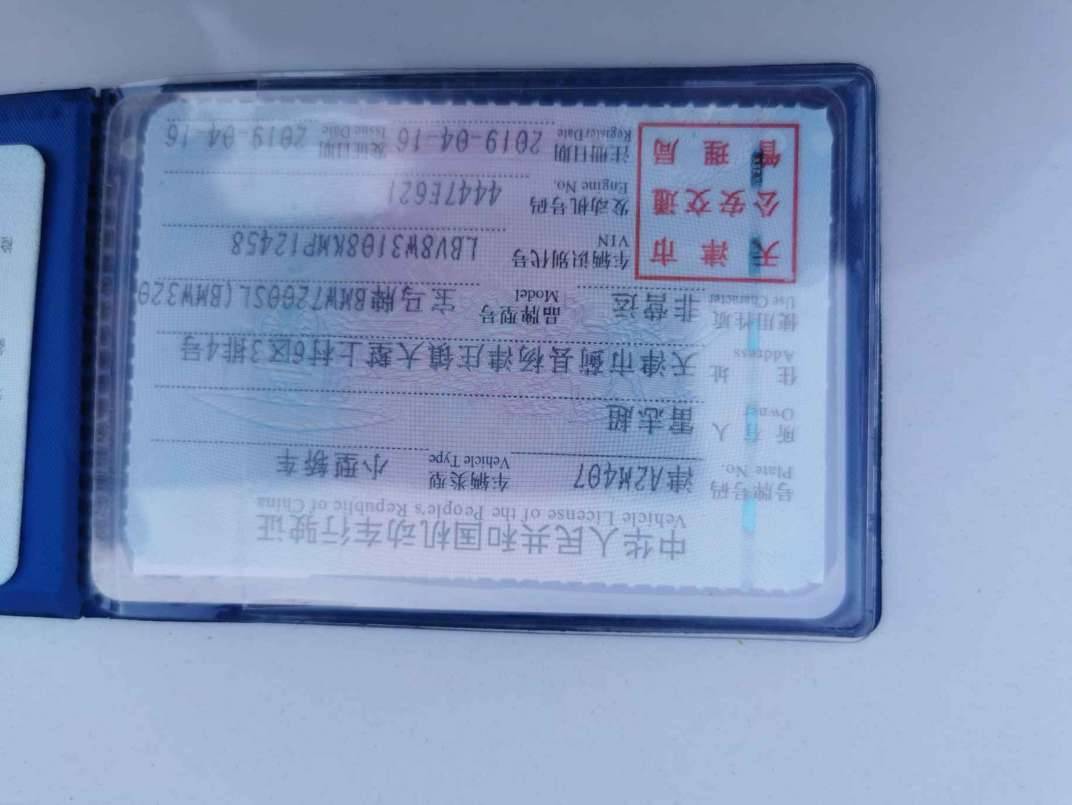 中华人民共和国机动车行驶证
Vehicle License of the People's Republic of China
号牌号码 Plate No. 津A2M407 车辆类型 Vehicle Type 小型轿车
所有人 Owner 雷志超
住址 Address 天津市蓟县杨津庄镇大墅上村6区3排4号
使用性质 Use Character 非营运 品牌型号 Model 宝马牌BMW7200SL(BMW320
车辆识别代号 VIN LBV8W3108KMP12458
发动机号码 Engine No. 4447E621
注册日期 Register Date 2019-04-16 发证日期 Issue Date 2019-04-16
天津市
公安交通
管理局